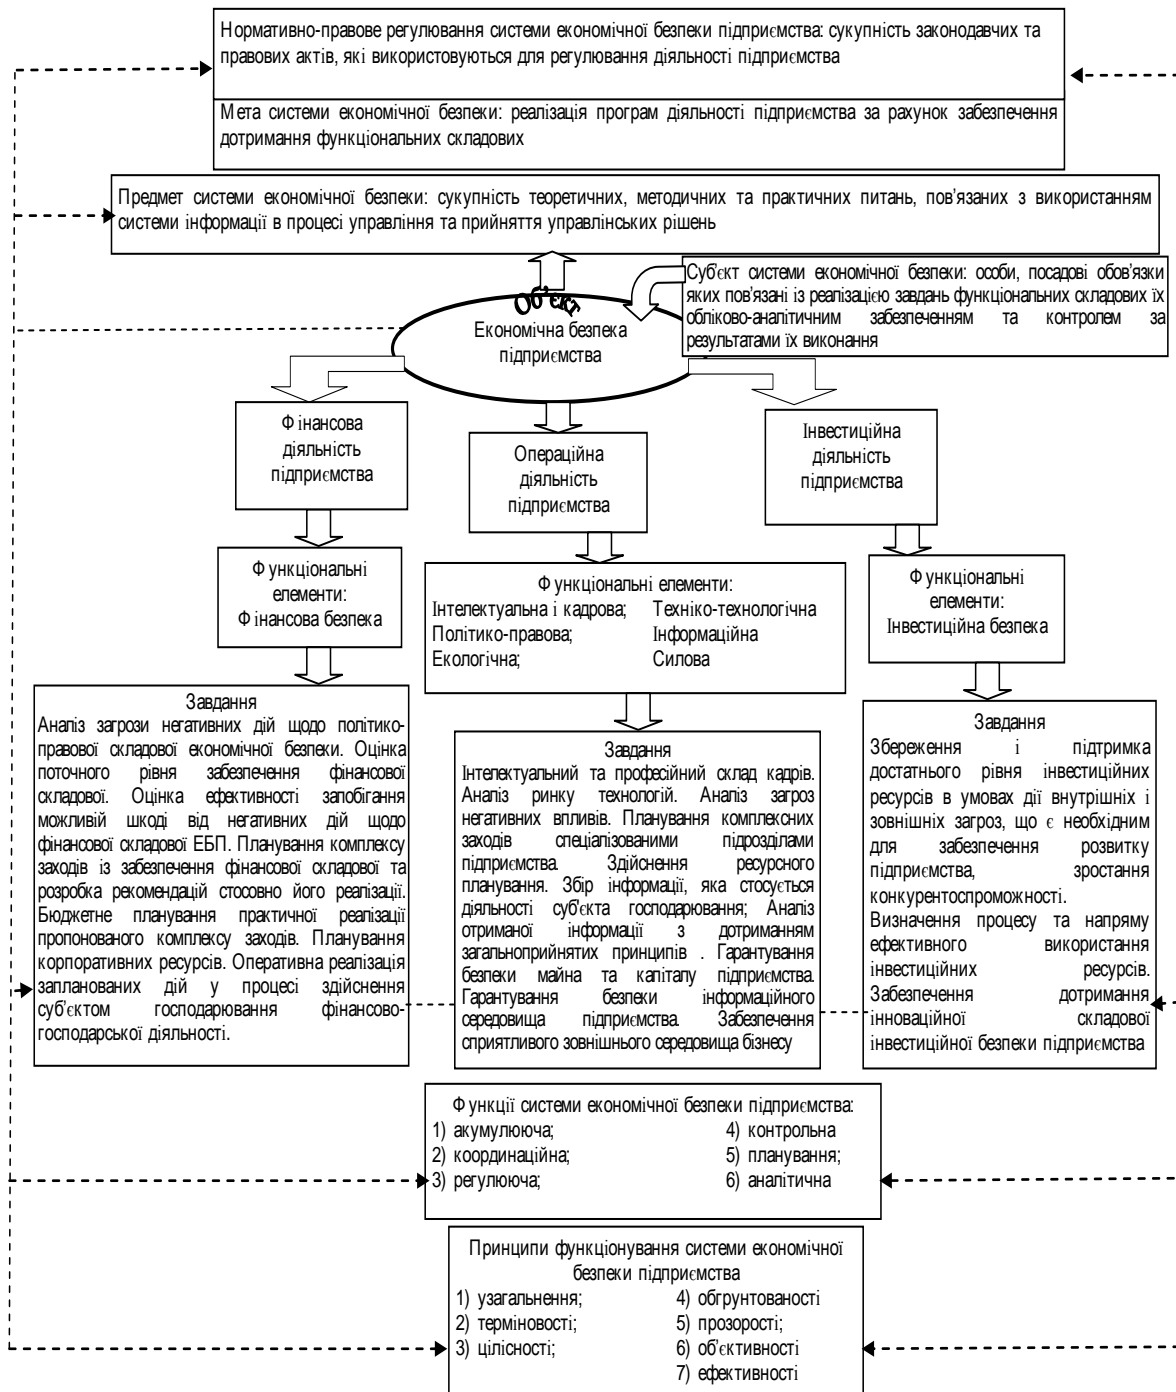 Нормативно-правове регулювання системи економічної безпеки підприємства: сукупність законодавчих та
правових актів, які використовуються для регулювання діяльності підприємства
Мета системи економічної безпеки: реалізація програм діяльності підприємства за рахунок забезпечення
дотримання функціональних складових
Предмет системи економічної безпеки: сукупність теоретичних, методичних та практичних питань, пов’язаних з використанням
системи інформації в процесі управління та прийняття управлінських рішень
Суб'єкт системи економічної безпеки: особи, посадові обов’язки
яких пов’язані із реалізацією завдань функціональних складових їх
обліково-аналітичним забезпеченням та контролем за
результатами їх виконання
Об'єкт
Економічна безпека
підприємства
Фінансова
діяльність
підприємства
Операційна
діяльність
підприємства
Інвестиційна
діяльність
підприємства
Функціональні
елементи:
Фінансова безпека
Функціональні елементи:
Інтелектуальна і кадрова; Техніко-технологічна
Політико-правова; Інформаційна
Екологічна; Силова
Функціональні
елементи:
Інвестиційна безпека
Завдання
Аналіз загрози негативних дій щодо політико-
правової складової економічної безпеки. Оцінка
поточного рівня забезпечення фінансової
складової. Оцінка ефективності запобігання
можливій шкоді від негативних дій щодо
фінансової складової ЕБП. Планування комплексу
заходів із забезпечення фінансової складової та
розробка рекомендацій стосовно його реалізації.
Бюджетне планування практичної реалізації
пропонованого комплексу заходів. Планування
корпоративних ресурсів. Оперативна реалізація
запланованих дій у процесі здійснення
суб’єктом господарювання фінансово-
господарської діяльності.
Завдання
Інтелектуальний та професійний склад кадрів.
Аналіз ринку технологій. Аналіз загроз
негативних впливів. Планування комплексних
заходів спеціалізованими підрозділами
підприємства. Здійснення ресурсного
планування. Збір інформації, яка стосується
діяльності суб'єкта господарювання; Аналіз
отриманої інформації з дотриманням
загальноприйнятих принципів . Гарантування
безпеки майна та капіталу підприємства.
Гарантування безпеки інформаційного
середовища підприємства. Забезпечення
сприятливого зовнішнього середовища бізнесу
Завдання
Збереження і підтримка
достатнього рівня інвестиційних
ресурсів в умовах дії внутрішніх і
зовнішніх загроз, що є необхідним
для забезпечення розвитку
підприємства, зростання
конкурентоспроможності.
Визначення процесу та напряму
ефективного використання
інвестиційних ресурсів.
Забезпечення дотримання
інноваційної складової
інвестиційної безпеки підприємства
Функції системи економічної безпеки підприємства:
1) акумулююча; 4) контрольна
2) координаційна; 5) планування;
3) регулююча; 6) аналітична
Принципи функціонування системи економічної
безпеки підприємства
1) узагальнення; 4) обгрунтованості
2) терміновості; 5) прозорості;
3) цілісності; 6) об’єктивності
7) ефективності